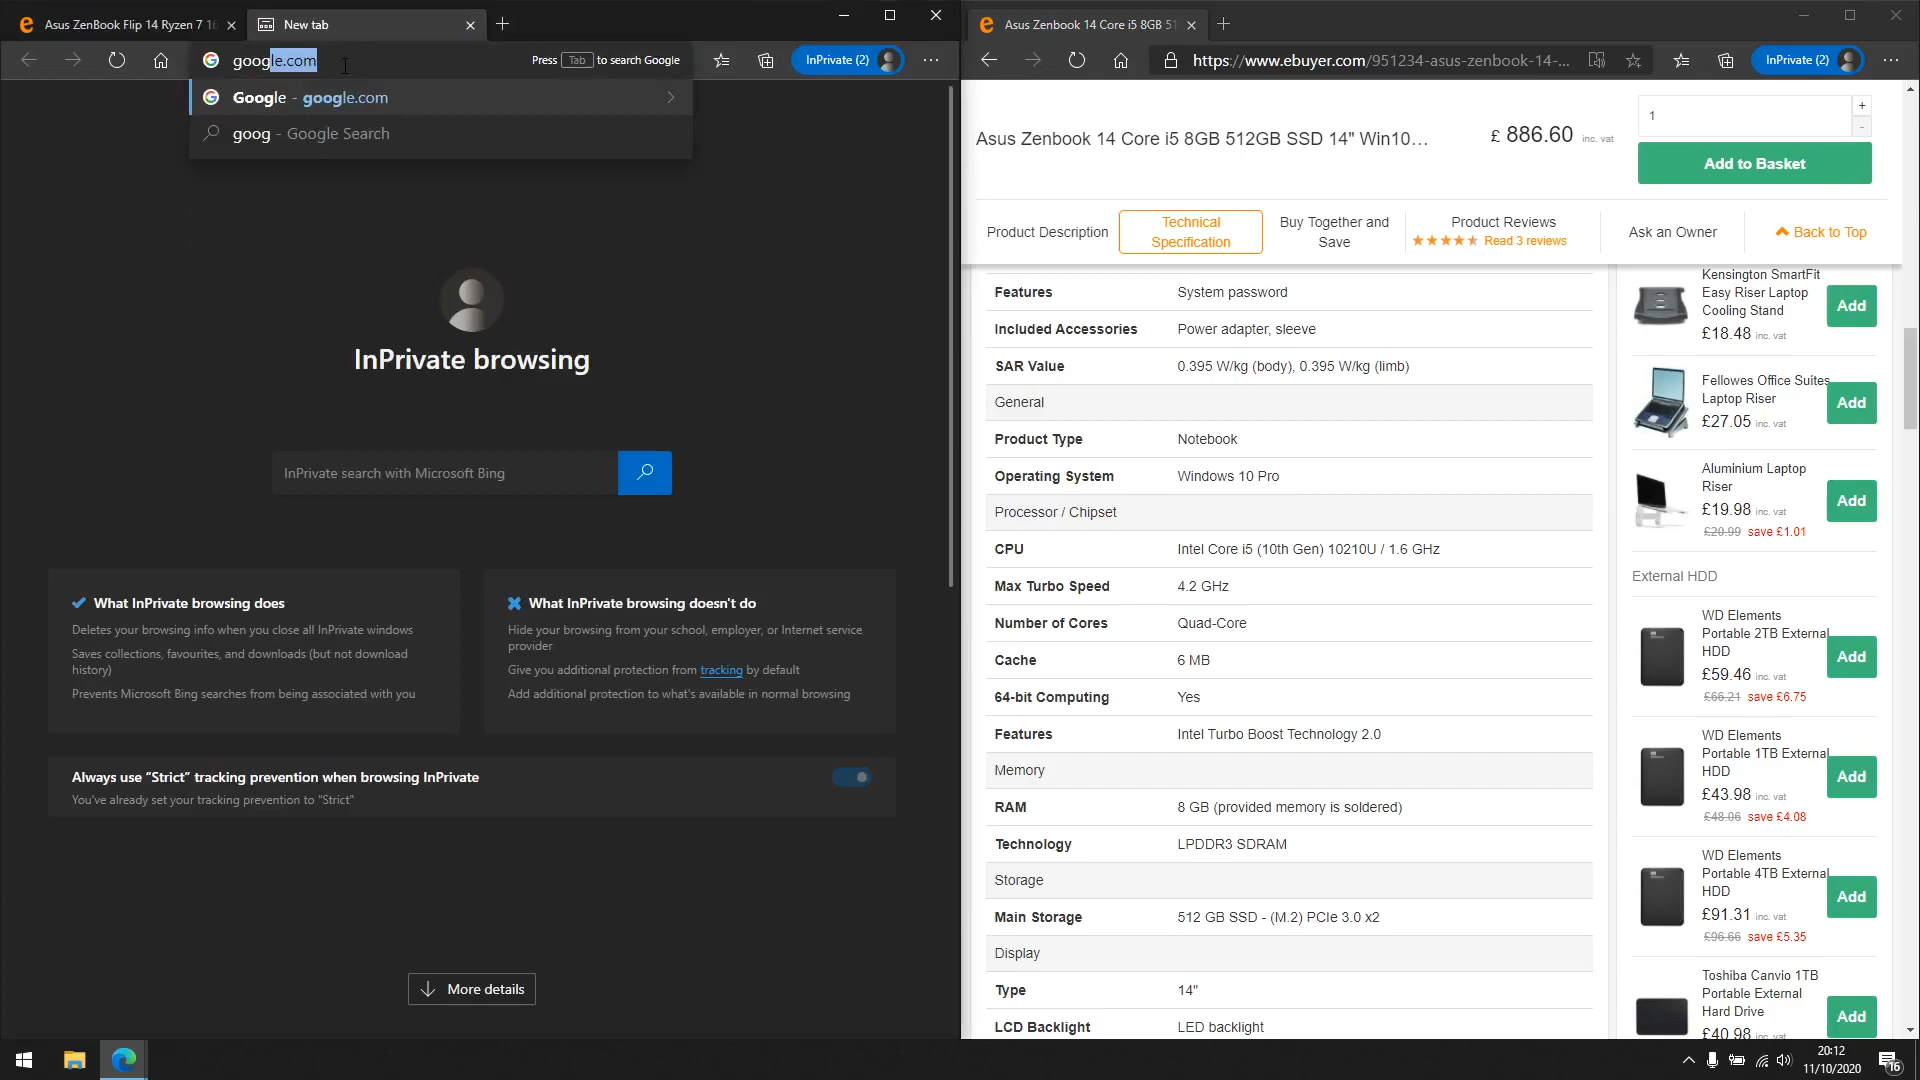 Asus ZenBook Flip 14 Ryzen 7 16
New tab
google.com
Press Tab to search Google
InPrivate (2)
Google - google.com
goog - Google Search
InPrivate browsing
InPrivate search with Microsoft Bing
What InPrivate browsing does
Deletes your browsing info when you close all InPrivate windows
Saves collections, favourites, and downloads (but not download
history)
Prevents Microsoft Bing searches from being associated with you
What InPrivate browsing doesn't do
Hide your browsing from your school, employer, or Internet service
provider
Give you additional protection from tracking by default
Add additional protection to what's available in normal browsing
Always use “Strict” tracking prevention when browsing InPrivate
You've already set your tracking prevention to “Strict”
More details
Asus Zenbook 14 Core i5 8GB 51
https://www.ebuyer.com/951234-asus-zenbook-14-...
InPrivate (2)
Asus Zenbook 14 Core i5 8GB 512GB SSD 14" Win10...
£ 886.60 inc. vat
1
+
-
Add to Basket
Product Description
Technical
Specification
Buy Together and
Save
Product Reviews
Read 3 reviews
Ask an Owner
Back to Top
Features System password
Included Accessories Power adapter, sleeve
SAR Value 0.395 W/kg (body), 0.395 W/kg (limb)
General
Product Type Notebook
Operating System Windows 10 Pro
Processor / Chipset
CPU Intel Core i5 (10th Gen) 10210U / 1.6 GHz
Max Turbo Speed 4.2 GHz
Number of Cores Quad-Core
Cache 6 MB
64-bit Computing Yes
Features Intel Turbo Boost Technology 2.0
Memory
RAM 8 GB (provided memory is soldered)
Technology LPDDR3 SDRAM
Storage
Main Storage 512 GB SSD - (M.2) PCIe 3.0 x2
Display
Type 14"
LCD Backlight LED backlight
Kensington SmartFit
Easy Riser Laptop
Cooling Stand
£18.48 inc. vat
Add
Fellowes Office Suites
Laptop Riser
£27.05 inc. vat
Add
Aluminium Laptop
Riser
£19.98 inc. vat
£20.99 save £1.01
Add
External HDD
WD Elements
Portable 2TB External
HDD
£59.46 inc. vat
£66.21 save £6.75
Add
WD Elements
Portable 1TB External
HDD
£43.98 inc. vat
£48.06 save £4.08
Add
WD Elements
Portable 4TB External
HDD
£91.31 inc. vat
£96.66 save £5.35
Add
Toshiba Canvio 1TB
Portable External
Hard Drive
£40.98 inc. vat
Add
20:12
11/10/2020
16